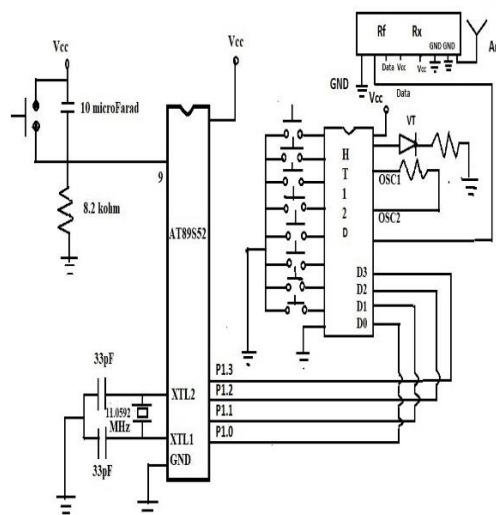 Rf Rx
An
GND GND
Data Vcc Vcc
GND
Data
Vcc
Vcc
Vcc
10 microFarad
VT
9
H
T
1
2
D
OSC1
OSC2
8.2 kohm
AT89S52
D3
D2
D1
D0
33pF
XTL2
11.0592
MHz
XTL1
GND
33pF
P1.3
P1.2
P1.1
P1.0